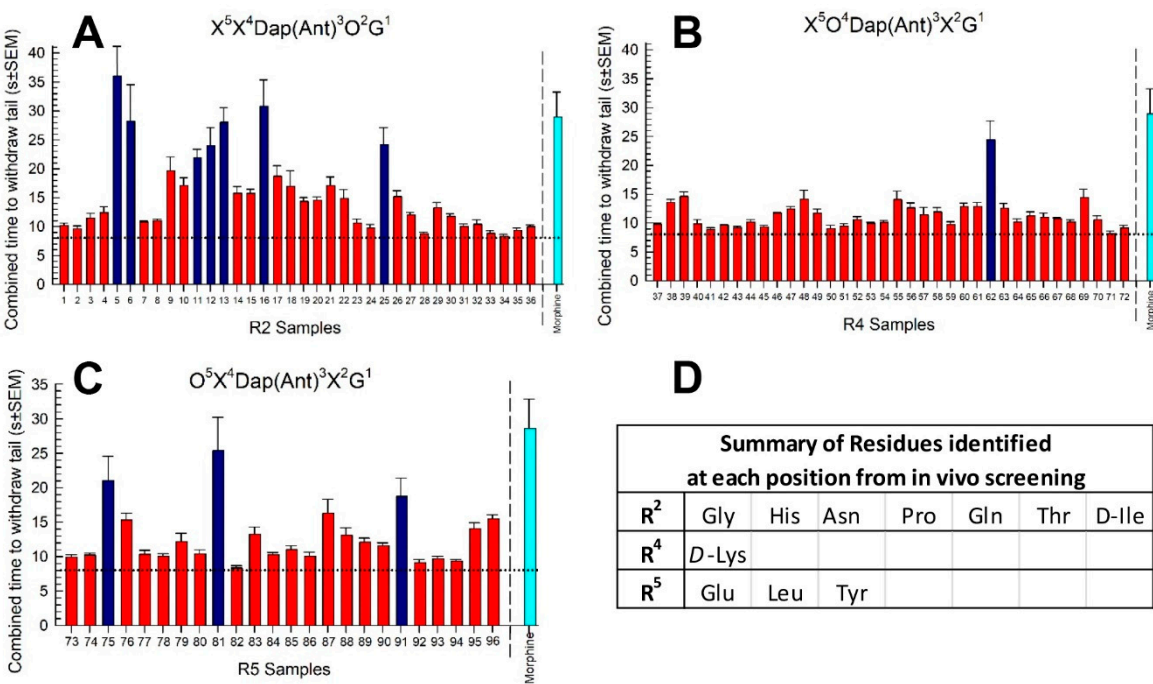 A
X⁵X⁴Dap(Ant)³O²G¹
Combined time to withdraw tail (s±SEM)
40
35
30
25
20
15
10
5
0
1 2 3 4 5 6 7 8 9 10 11 12 13 14 15 16 17 18 19 20 21 22 23 24 25 26 27 28 29 30 31 32 33 34 35 36
Morphine
R2 Samples
B
X⁵O⁴Dap(Ant)³X²G¹
Combined time to withdraw tail (s±SEM)
40
35
30
25
20
15
10
5
0
37 38 39 40 41 42 43 44 45 46 47 48 49 50 51 52 53 54 55 56 57 58 59 60 61 62 63 64 65 66 67 68 69 70 71 72
Morphine
R4 Samples
C
O⁵X⁴Dap(Ant)³X²G¹
Combined time to withdraw tail (s±SEM)
35
30
25
20
15
10
5
0
73 74 75 76 77 78 79 80 81 82 83 84 85 86 87 88 89 90 91 92 93 94 95 96
Morphine
R5 Samples
D
Summary of Residues identified
at each position from in vivo screening
R² Gly His Asn Pro Gln Thr D-Ile
R⁴ D-Lys
R⁵ Glu Leu Tyr